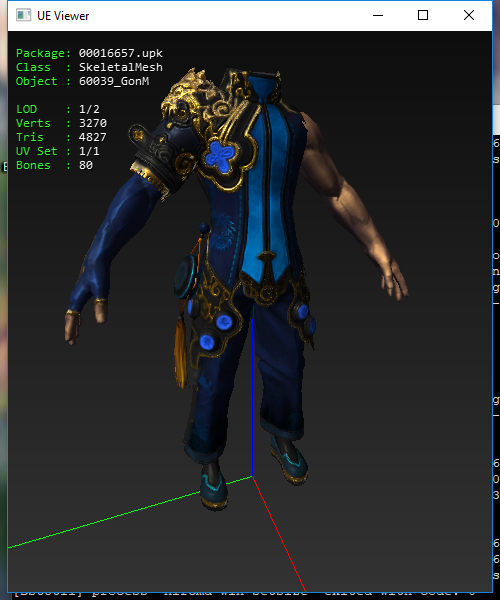 UE Viewer
Package: 00016657.upk
Class  : SkeletalMesh
Object : 60039_GonM
LOD    : 1/2
Verts  : 3270
Tris   : 4827
UV Set : 1/1
Bones  : 80